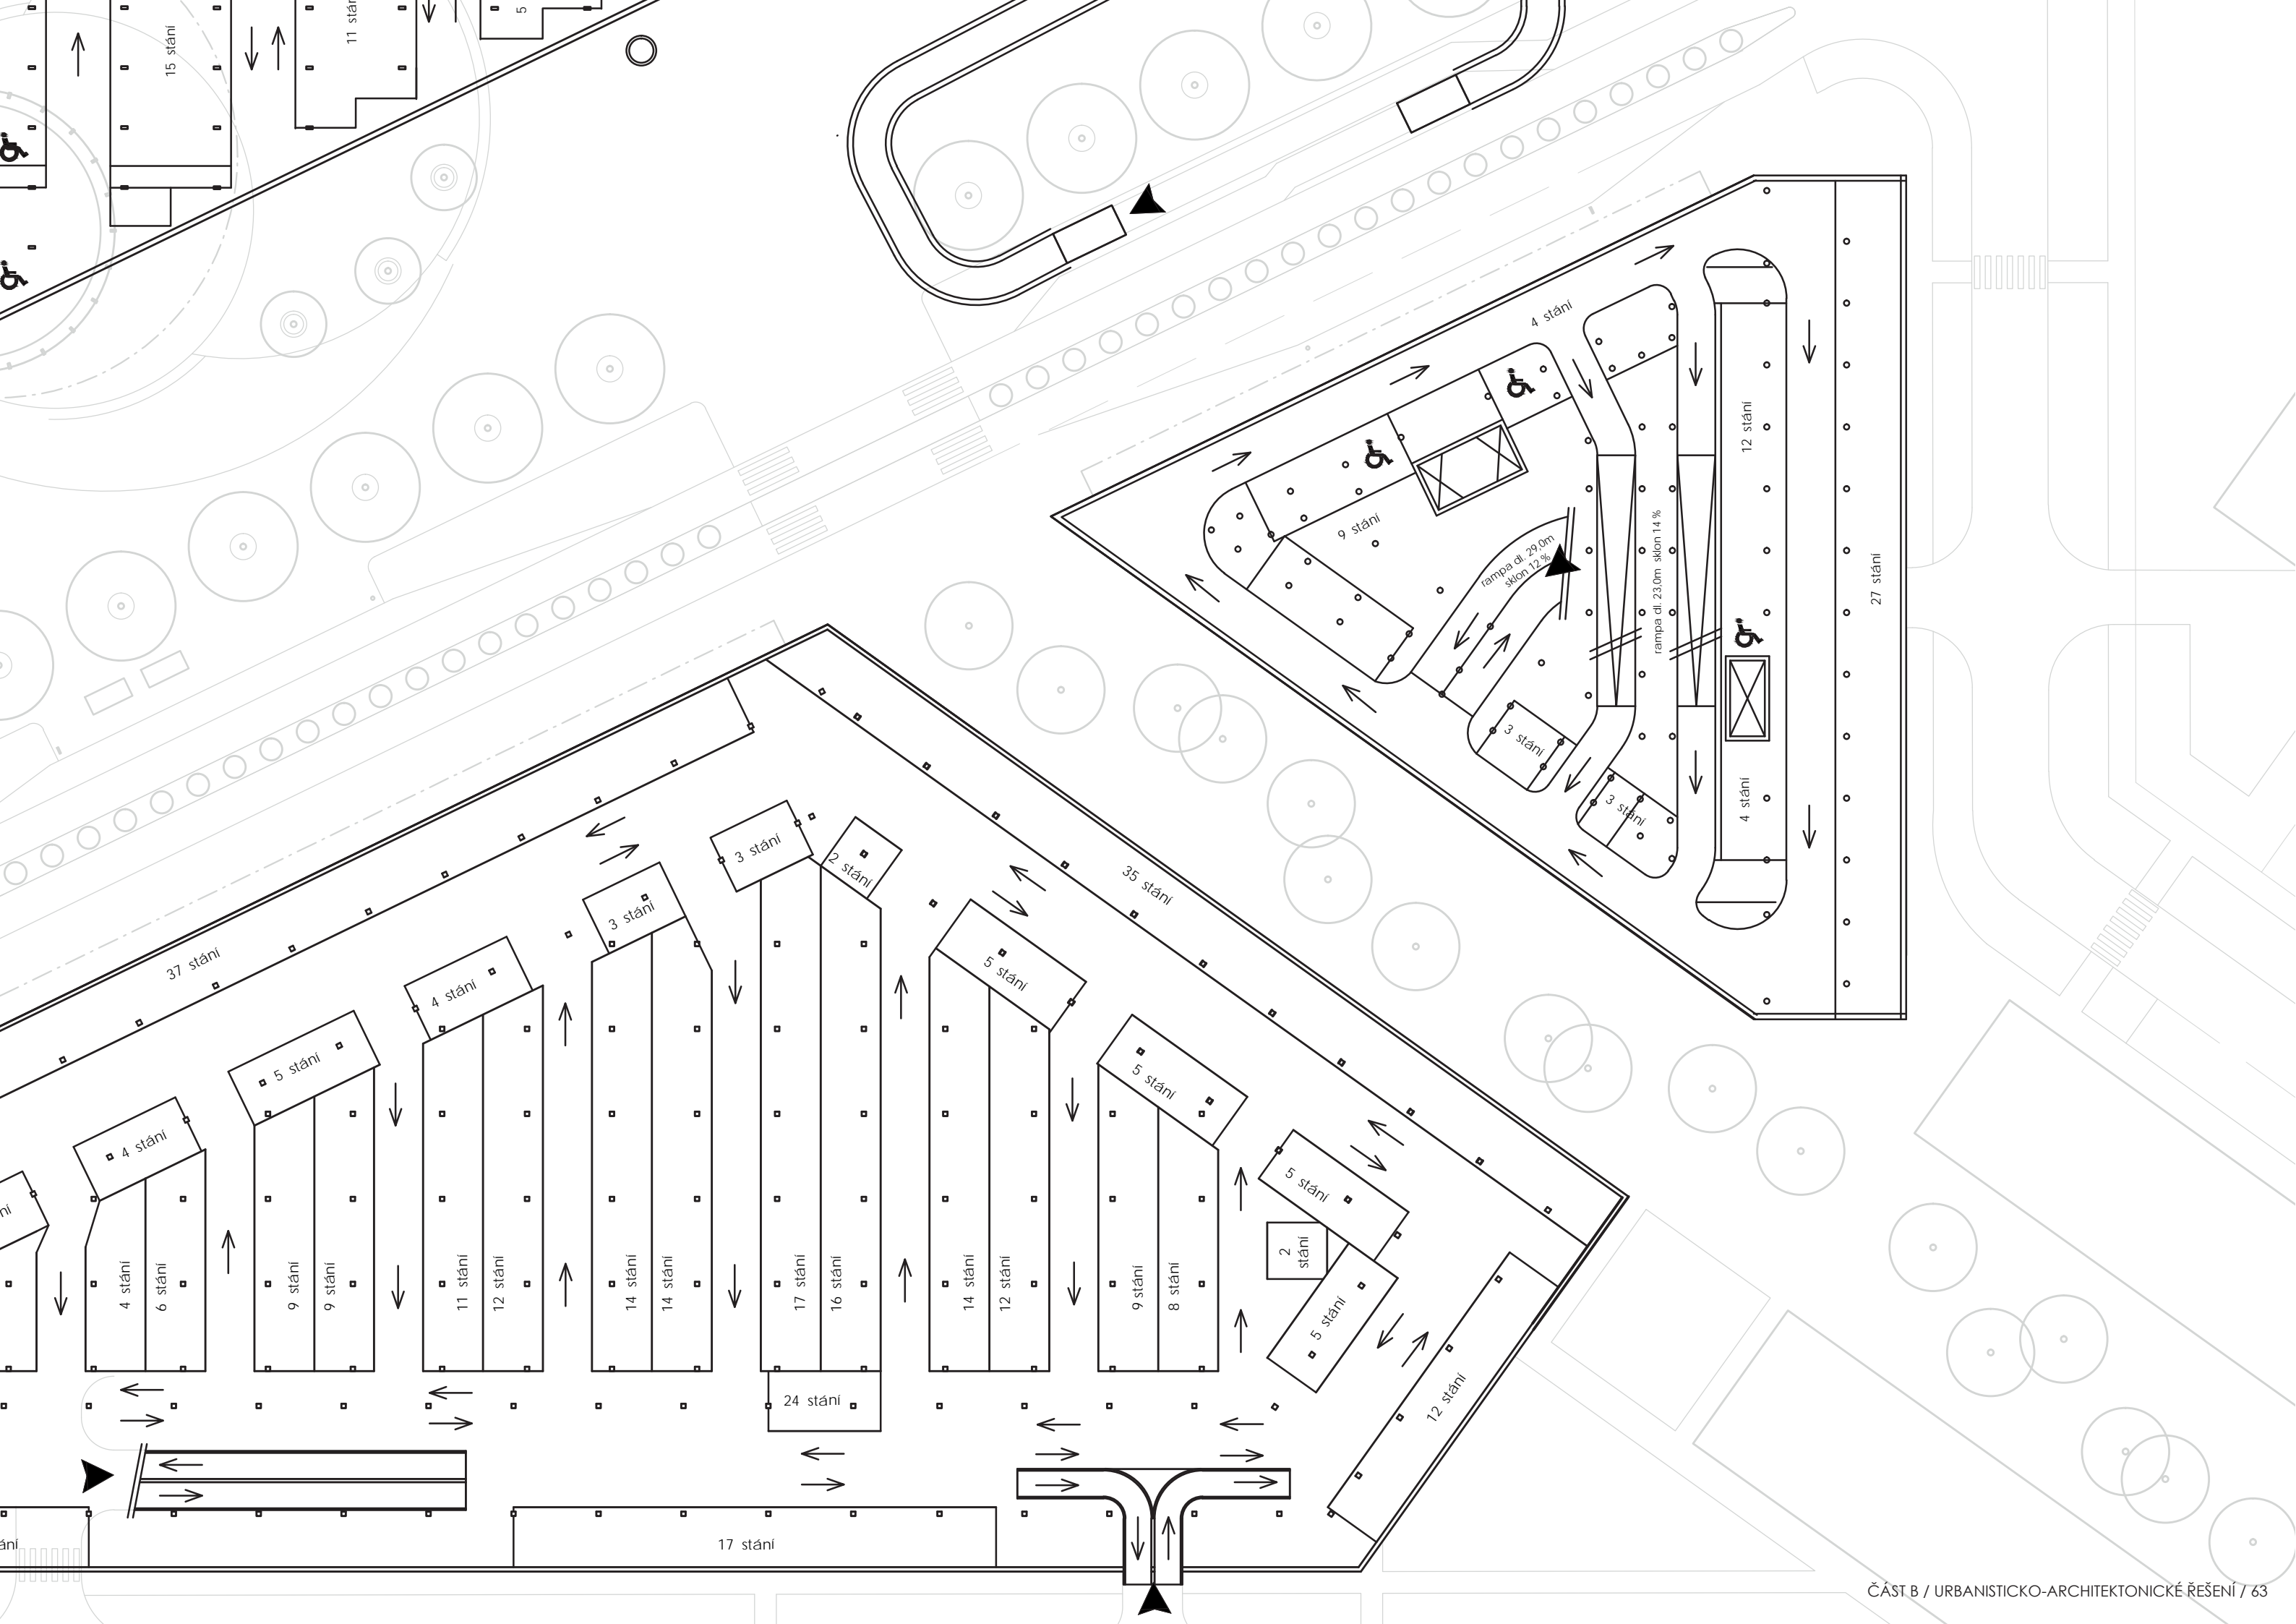 15 stání
11 stán
5
4 stání
12 stání
9 stání
rampa dl. 29,0m
sklon 12 %
rampa dl. 23,0m sklon 14 %
27 stání
3 stání
3 stání
4 stání
37 stání
3 stání
2 stání
35 stání
3 stání
4 stání
5 stání
5 stání
5 stání
4 stání
5 stání
ní
2
stání
4 stání
6 stání
9 stání
9 stání
11 stání
12 stání
14 stání
14 stání
17 stání
16 stání
14 stání
12 stání
9 stání
8 stání
5 stání
12 stání
24 stání
ání
17 stání
ČÁST B / URBANISTICKO-ARCHITEKTONICKÉ ŘEŠENÍ / 63